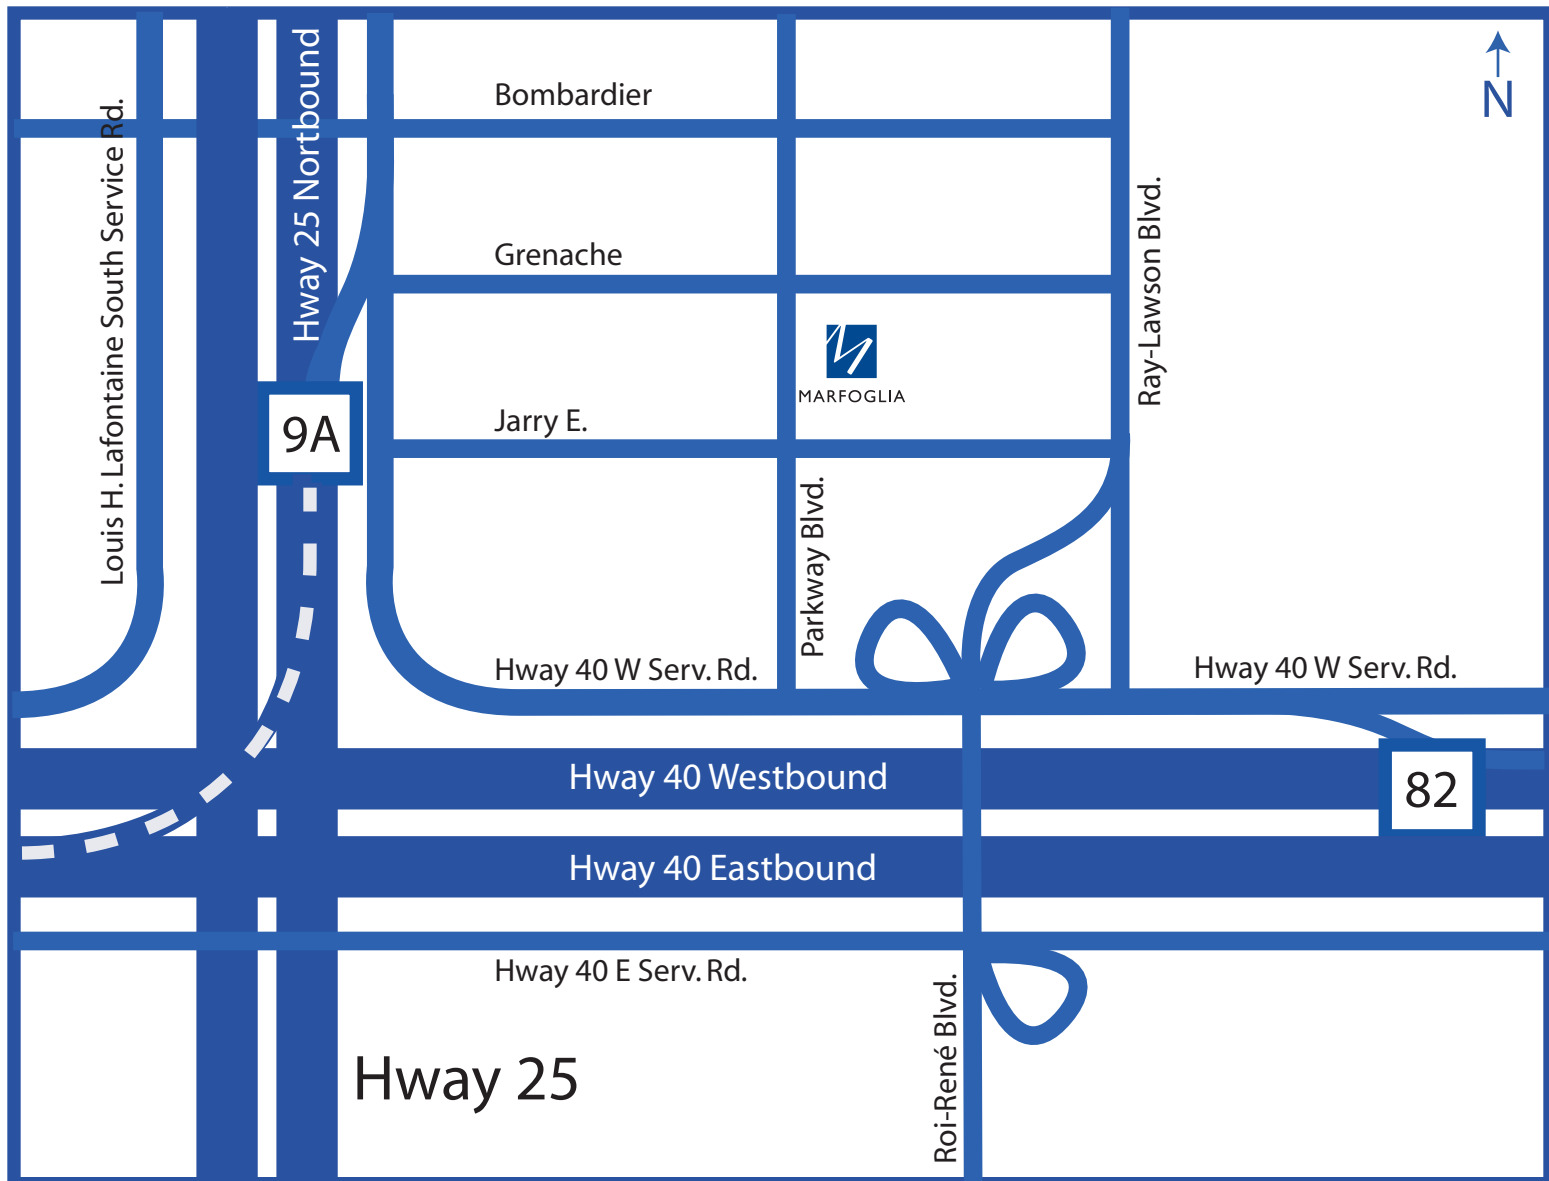 Bombardier
N
Louis H. Lafontaine South Service Rd.
Hway 25 Nortbound
Ray-Lawson Blvd.
Grenache
MARFOGLIA
Jarry E.
9A
Parkway Blvd.
Hway 40 W Serv. Rd.
Hway 40 W Serv. Rd.
Hway 40 Westbound
82
Hway 40 Eastbound
Hway 40 E Serv. Rd.
Roi-René Blvd.
Hway 25